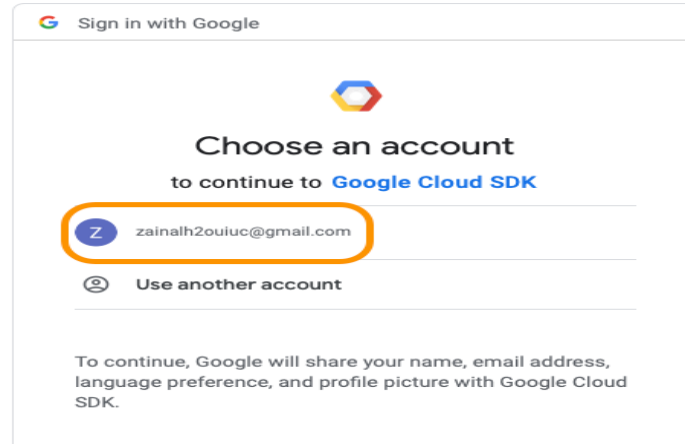 Sign in with Google
Choose an account
to continue to Google Cloud SDK
Z zainalh2ouiuc@gmail.com
Use another account
To continue, Google will share your name, email address,
language preference, and profile picture with Google Cloud
SDK.